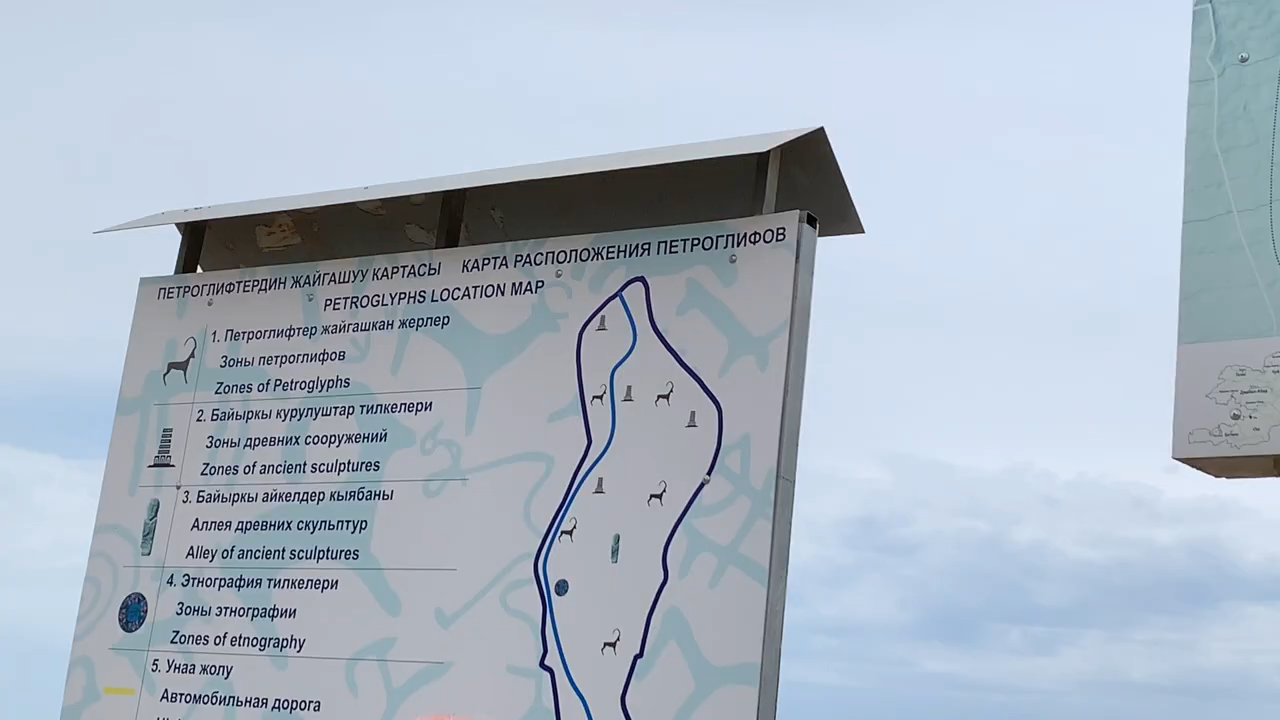 ПЕТРОГЛИФТЕРДИН ЖАЙГАШУУ КАРТАСЫ КАРТА РАСПОЛОЖЕНИЯ ПЕТРОГЛИФОВ
PETROGLYPHS LOCATION MAP
1. Петроглифтер жайгашкан жерлер
Зоны петроглифов
Zones of Petroglyphs
2. Байыркы курулуштар тилкелери
Зоны древних сооружений
Zones of ancient sculptures
3. Байыркы айкелдер кыябаны
Аллея древних скульптур
Alley of ancient sculptures
4. Этнография тилкелери
Зоны этнографии
Zones of etnography
5. Унаа жолу
Автомобильная дорога